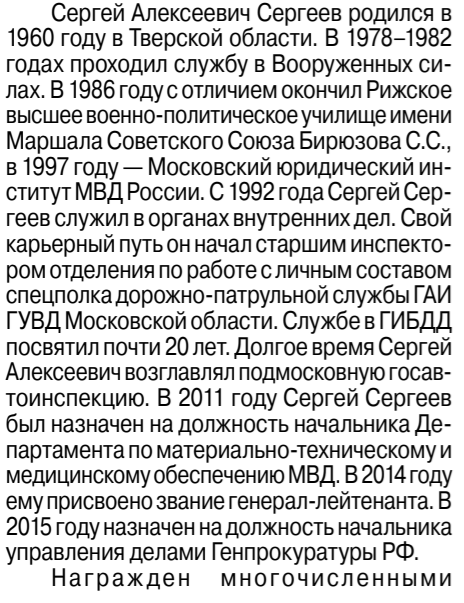 Сергей Алексеевич Сергеев родился в
1960 году в Тверской области. В 1978–1982
годах проходил службу в Вооруженных си-
лах. В 1986 году с отличием окончил Рижское
высшее военно-политическое училище имени
Маршала Советского Союза Бирюзова С.С.,
в 1997 году — Московский юридический ин-
ститут МВД России. С 1992 года Сергей Сер-
геев служил в органах внутренних дел. Свой
карьерный путь он начал старшим инспекто-
ром отделения по работе с личным составом
спецполка дорожно-патрульной службы ГАИ
ГУВД Московской области. Службе в ГИБДД
посвятил почти 20 лет. Долгое время Сергей
Алексеевич возглавлял подмосковную госав-
тоинспекцию. В 2011 году Сергей Сергеев
был назначен на должность начальника Де-
партамента по материально-техническому и
медицинскому обеспечению МВД. В 2014 году
ему присвоено звание генерал-лейтенанта. В
2015 году назначен на должность начальника
управления делами Генпрокуратуры РФ.
Награжден многочисленными